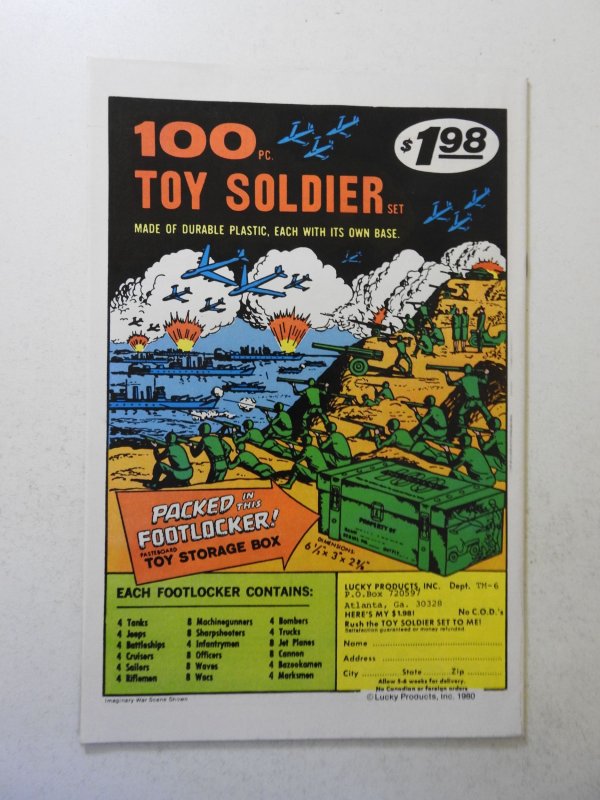 100 PC.
$1.98
TOY SOLDIER SET
MADE OF DURABLE PLASTIC, EACH WITH ITS OWN BASE.
PACKED IN THIS
FOOTLOCKER!
PASTEBOARD
TOY STORAGE BOX
PROPERTY OF
DIMENSIONS:
6 1/2" x 3" x 2 1/8"
EACH FOOTLOCKER CONTAINS:
4 Tanks 8 Machinegunners 4 Bombers
4 Jeeps 8 Sharpshooters 4 Trucks
4 Battleships 4 Infantrymen 8 Jet Planes
4 Cruisers 8 Officers 8 Cannon
4 Sailors 8 Waves 4 Bazookamen
4 Riflemen 8 Wacs 4 Marksmen
LUCKY PRODUCTS, INC. Dept. TM-6
P.O.Box 720597
Atlanta, Ga. 30328
HERE'S MY $1.98! No C.O.D.'s
Rush the TOY SOLDIER SET TO ME!
Satisfaction guaranteed or money refunded.
Name
Address
City State Zip
Allow 5-6 weeks for delivery.
No Canadian or foreign orders
Imaginary War Scene Shown
© Lucky Products, Inc. 1980